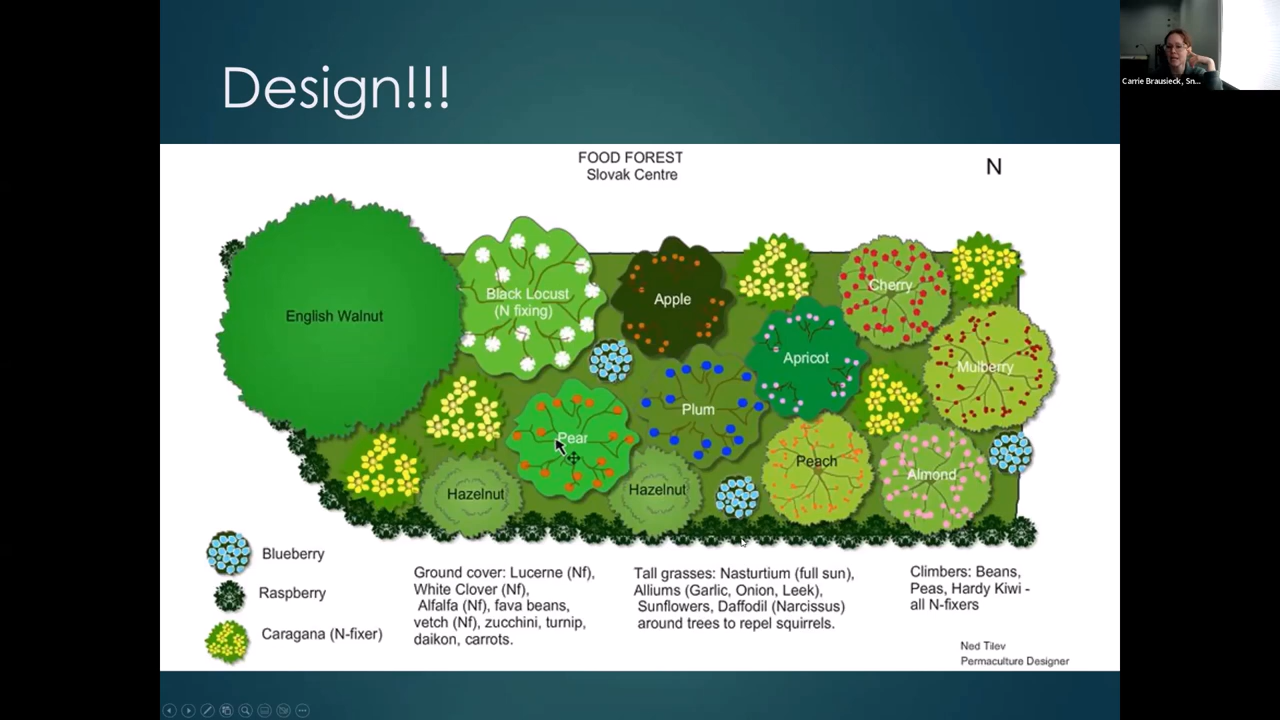 Design!!!
Carrie Brausieck, Sn...
FOOD FOREST
Slovak Centre
N
English Walnut
Black Locust
(N fixing)
Apple
Cherry
Apricot
Mulberry
Plum
Pear
Peach
Almond
Hazelnut
Hazelnut
Blueberry
Raspberry
Caragana (N-fixer)
Ground cover: Lucerne (Nf),
White Clover (Nf),
Alfalfa (Nf), fava beans,
vetch (Nf), zucchini, turnip,
daikon, carrots.
Tall grasses: Nasturtium (full sun),
Alliums (Garlic, Onion, Leek),
Sunflowers, Daffodil (Narcissus)
around trees to repel squirrels.
Climbers: Beans,
Peas, Hardy Kiwi -
all N-fixers
Ned Tilev
Permaculture Designer